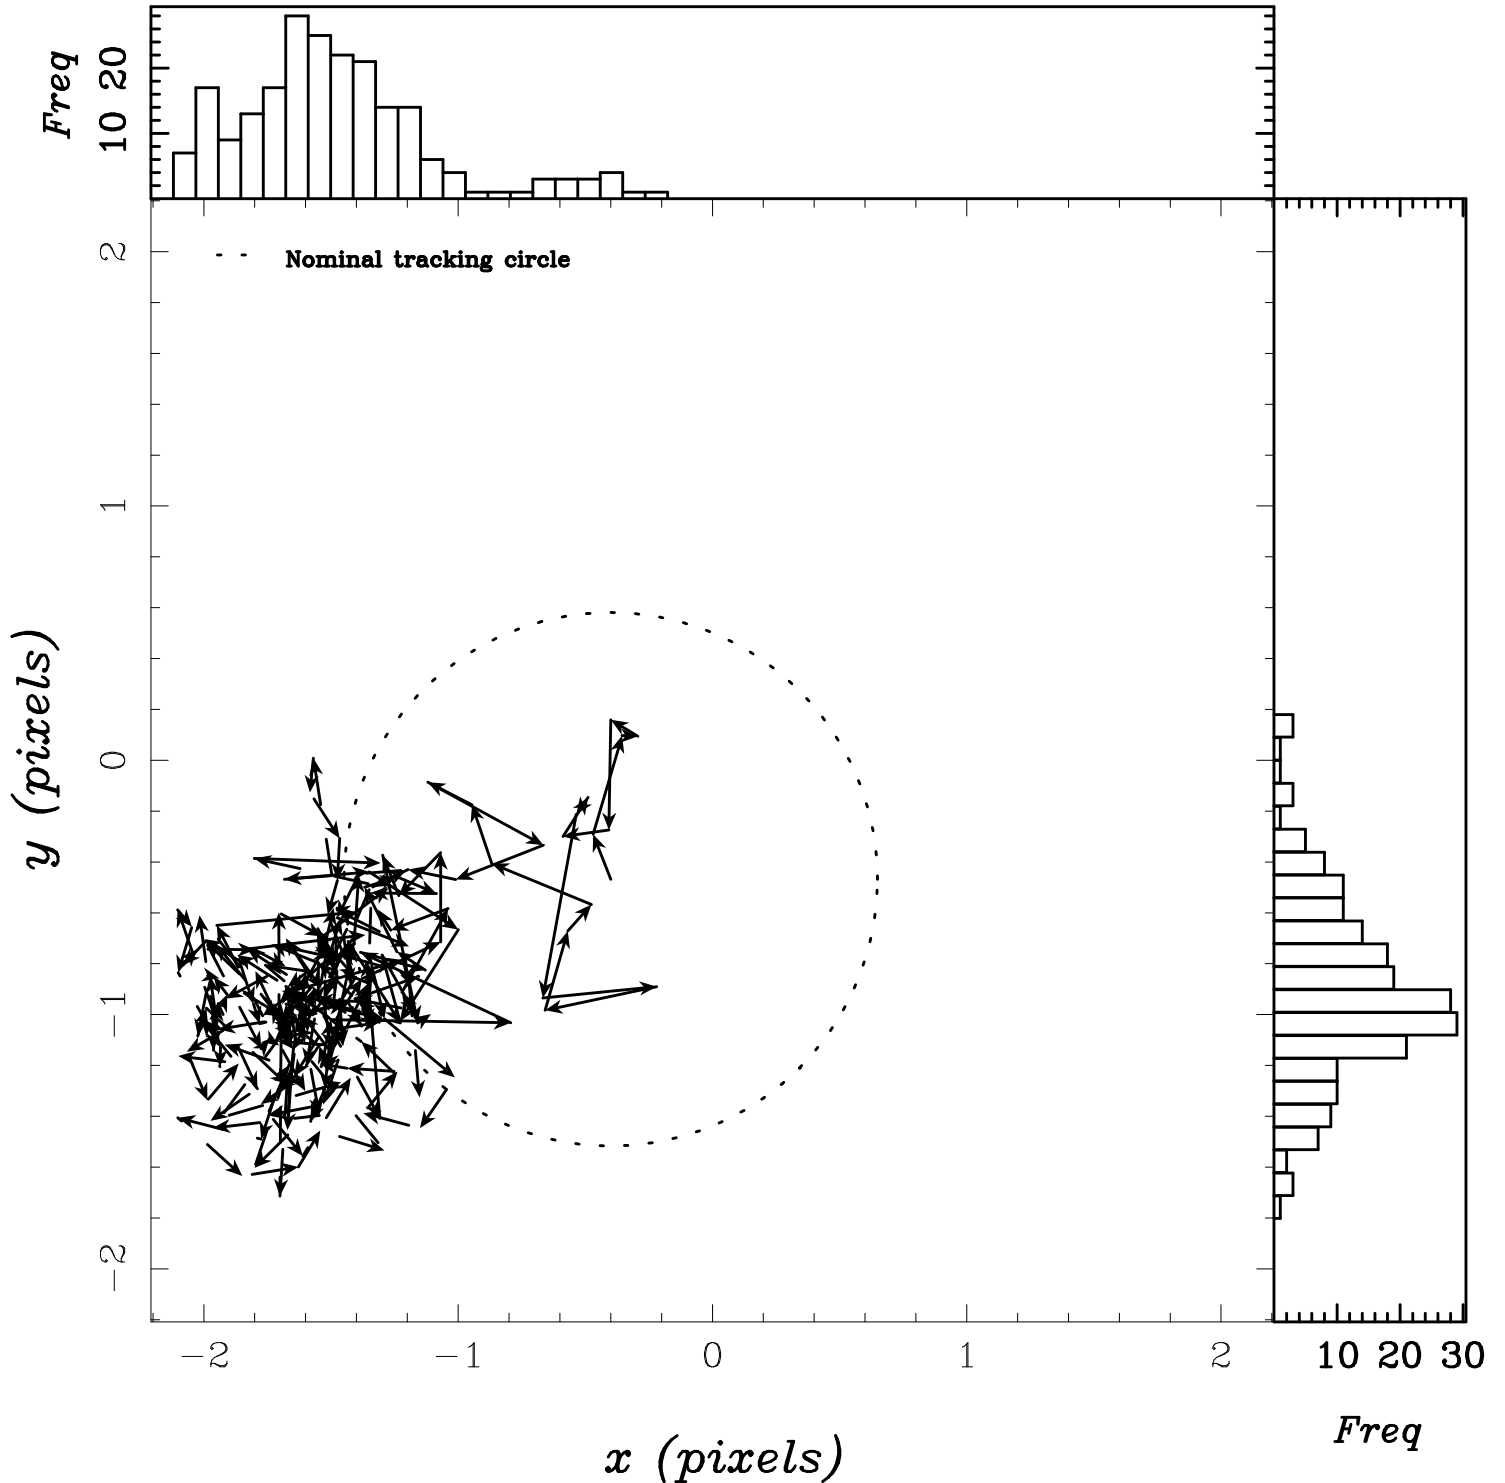 Freq
10 20
Nominal tracking circle
y (pixels)
2
1
0
-1
-2
-2 -1 0 1 2
x (pixels)
10 20 30
Freq